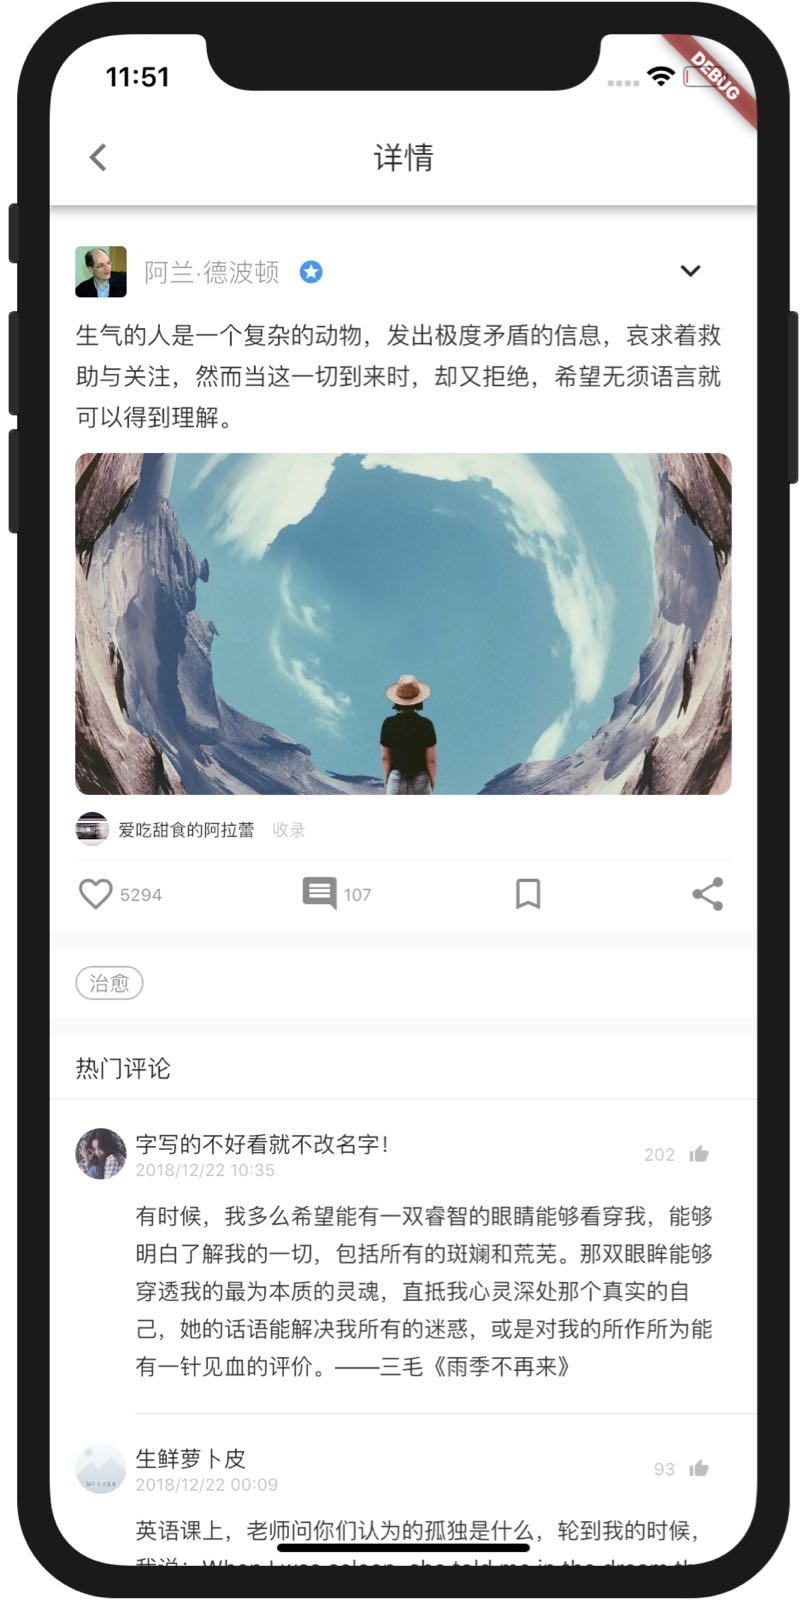 11:51
DEBUG
详情
阿兰·德波顿
生气的人是一个复杂的动物，发出极度矛盾的信息，哀求着救
助与关注，然而当这一切到来时，却又拒绝，希望无须语言就
可以得到理解。
爱吃甜食的阿拉蕾 收录
5294 107
治愈
热门评论
字写的不好看就不改名字！
202
2018/12/22 10:35
有时候，我多么希望能有一双睿智的眼睛能够看穿我，能够
明白了解我的一切，包括所有的斑斓和荒芜。那双眼眸能够
穿透我的最为本质的灵魂，直抵我心灵深处那个真实的自
己，她的话语能解决我所有的迷惑，或是对我的所作所为能
有一针见血的评价。——三毛《雨季不再来》
生鲜萝卜皮
93
2018/12/22 00:09
英语课上，老师问你们认为的孤独是什么，轮到我的时候，
我说：When I was asleep, she told me in the dream th